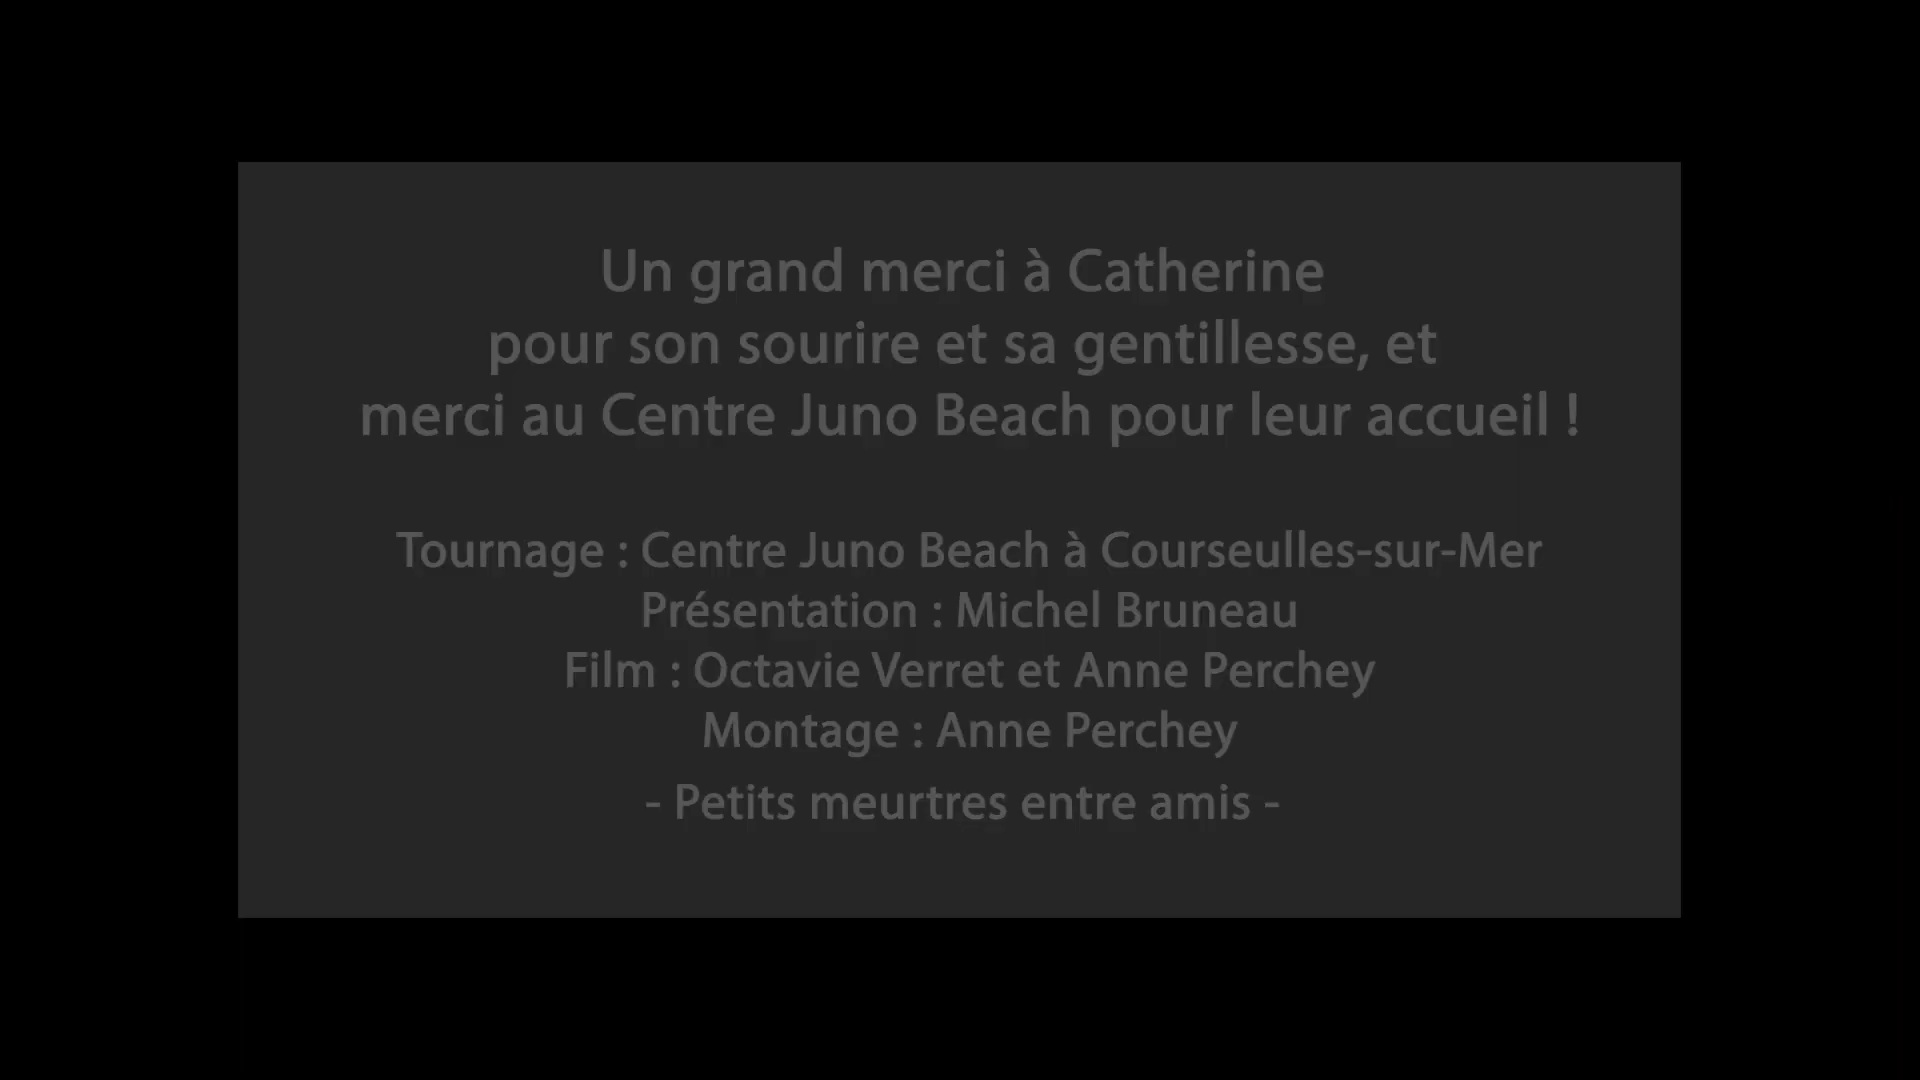 Un grand merci à Catherine
pour son sourire et sa gentillesse, et
merci au Centre Juno Beach pour leur accueil !
Tournage : Centre Juno Beach à Courseulles-sur-Mer
Présentation : Michel Bruneau
Film : Octavie Verret et Anne Perchey
Montage : Anne Perchey
- Petits meurtres entre amis -